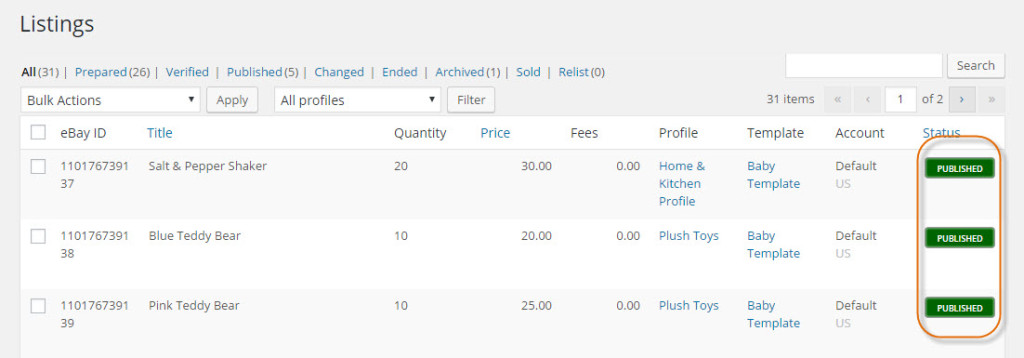 Listings
All (31) | Prepared (26) | Verified | Published (5) | Changed | Ended | Archived (1) | Sold | Relist (0)
Search
Bulk Actions Apply All profiles Filter 31 items « ‹ 1 of 2 › »
eBay ID Title Quantity Price Fees Profile Template Account Status
1101767391 Salt & Pepper Shaker 20 30.00 0.00 Home & Baby Default PUBLISHED
37 Kitchen Template US
Profile
1101767391 Blue Teddy Bear 10 20.00 0.00 Plush Toys Baby Default PUBLISHED
38 Template US
1101767391 Pink Teddy Bear 10 25.00 0.00 Plush Toys Baby Default PUBLISHED
39 Template US